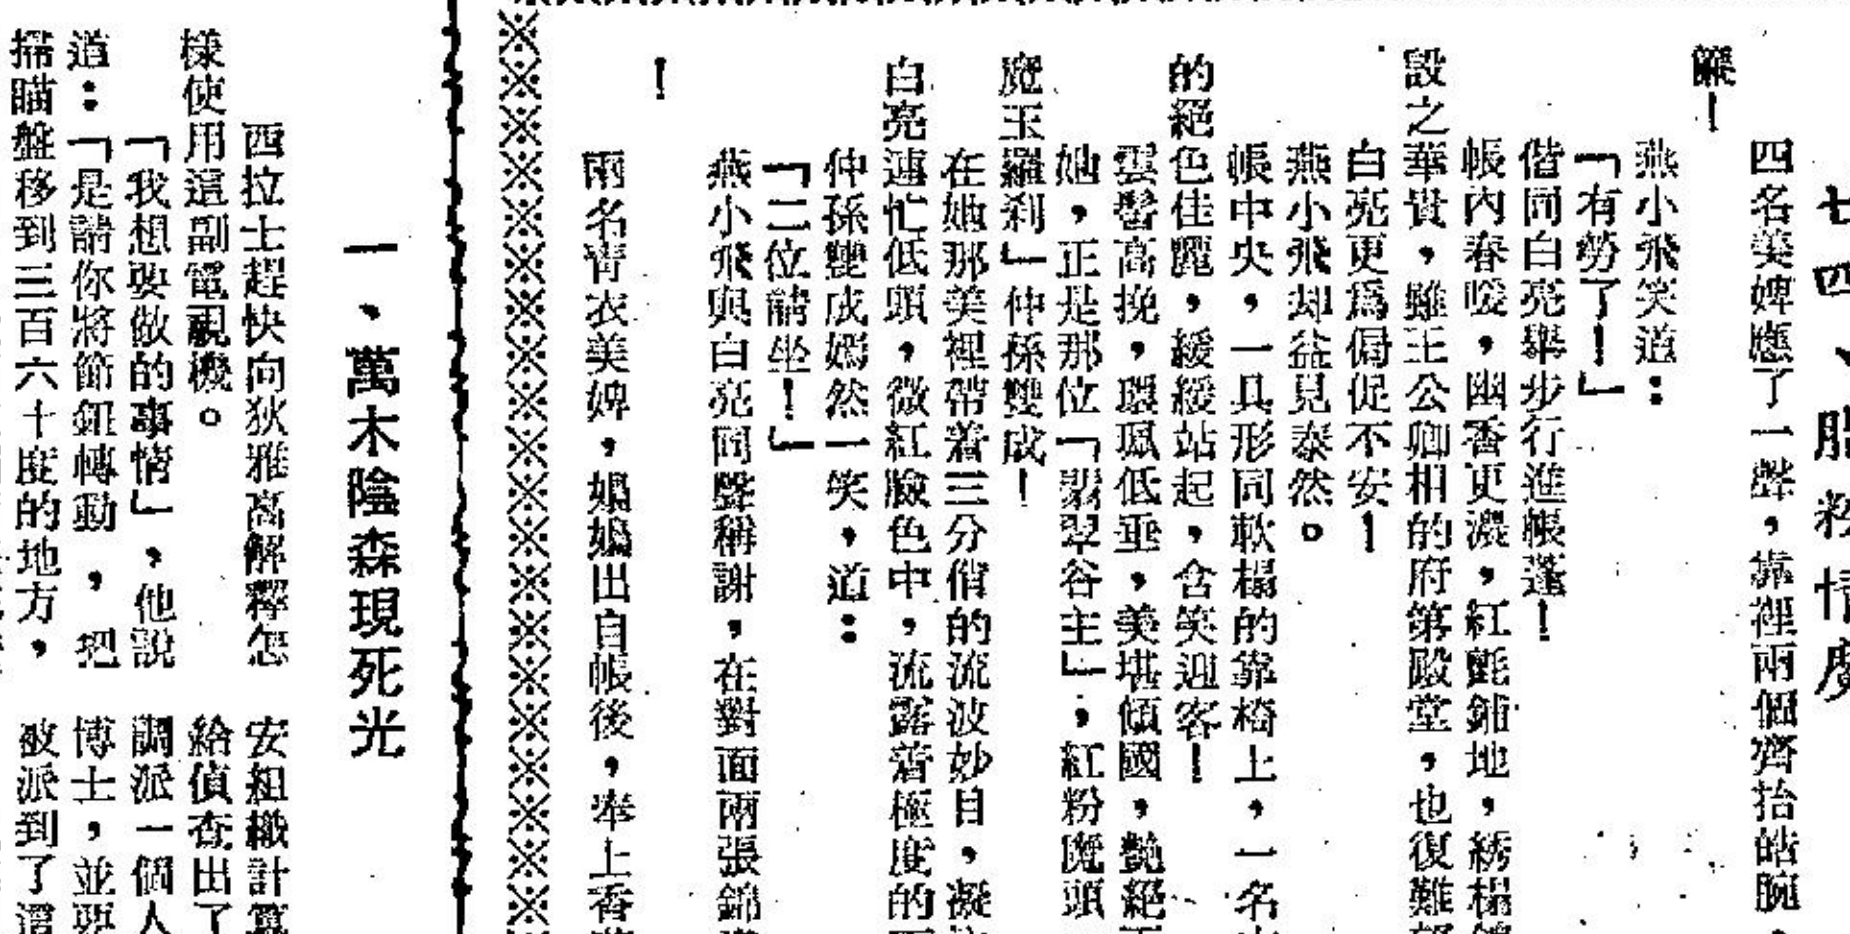 七四、脂粉情魔
四名美婢應了一聲，靠裡兩個齊抬皓腕，
簾！
燕小飛笑道：
「有勞了！」
偕同白亮舉步行進帳蓬！
帳內春暖，幽香更濃，紅氈鋪地，綉榻
設之華貴，雖王公卿相的府第殿堂，也復難
白亮更爲侷促不安！
燕小飛却益見泰然。
帳中央，一具形同軟榻的靠椅上，一名
的絕色佳麗，緩緩站起，含笑迎客！
雲髻高挽，環珮低垂，美堪傾國，艷絕
她，正是那位「翡翠谷主」，紅粉魔頭
魔玉羅刹」仲孫雙成！
在她那美裡帶着三分俏的流波妙目，凝
白亮連忙低頭，微紅臉色中，流露着極度的
仲孫雙成嫣然一笑，道：
「二位請坐！」
燕小飛與白亮同聲稱謝，在對面兩張錦
！
兩名青衣美婢，嬝嬝出自帳後，奉上香
一、萬木陰森現死光
西拉士趕快向狄雅高解釋怎
樣使用這副電視機。
「我想要做的事情」，他說
道：「是請你將節鈕轉動，把
掃瞄盤移到三百六十度的地方，
安組織計算
給偵查出了
調派一個人
博士，並要
被派到了這